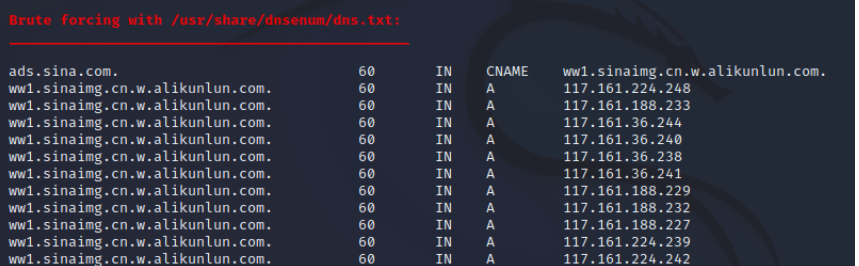 Brute forcing with /usr/share/dnsenum/dns.txt:
ads.sina.com. 60 IN CNAME ww1.sinaimg.cn.w.alikunlun.com.
ww1.sinaimg.cn.w.alikunlun.com. 60 IN A 117.161.224.248
ww1.sinaimg.cn.w.alikunlun.com. 60 IN A 117.161.188.233
ww1.sinaimg.cn.w.alikunlun.com. 60 IN A 117.161.36.244
ww1.sinaimg.cn.w.alikunlun.com. 60 IN A 117.161.36.240
ww1.sinaimg.cn.w.alikunlun.com. 60 IN A 117.161.36.238
ww1.sinaimg.cn.w.alikunlun.com. 60 IN A 117.161.36.241
ww1.sinaimg.cn.w.alikunlun.com. 60 IN A 117.161.188.229
ww1.sinaimg.cn.w.alikunlun.com. 60 IN A 117.161.188.232
ww1.sinaimg.cn.w.alikunlun.com. 60 IN A 117.161.188.227
ww1.sinaimg.cn.w.alikunlun.com. 60 IN A 117.161.224.239
ww1.sinaimg.cn.w.alikunlun.com. 60 IN A 117.161.224.242